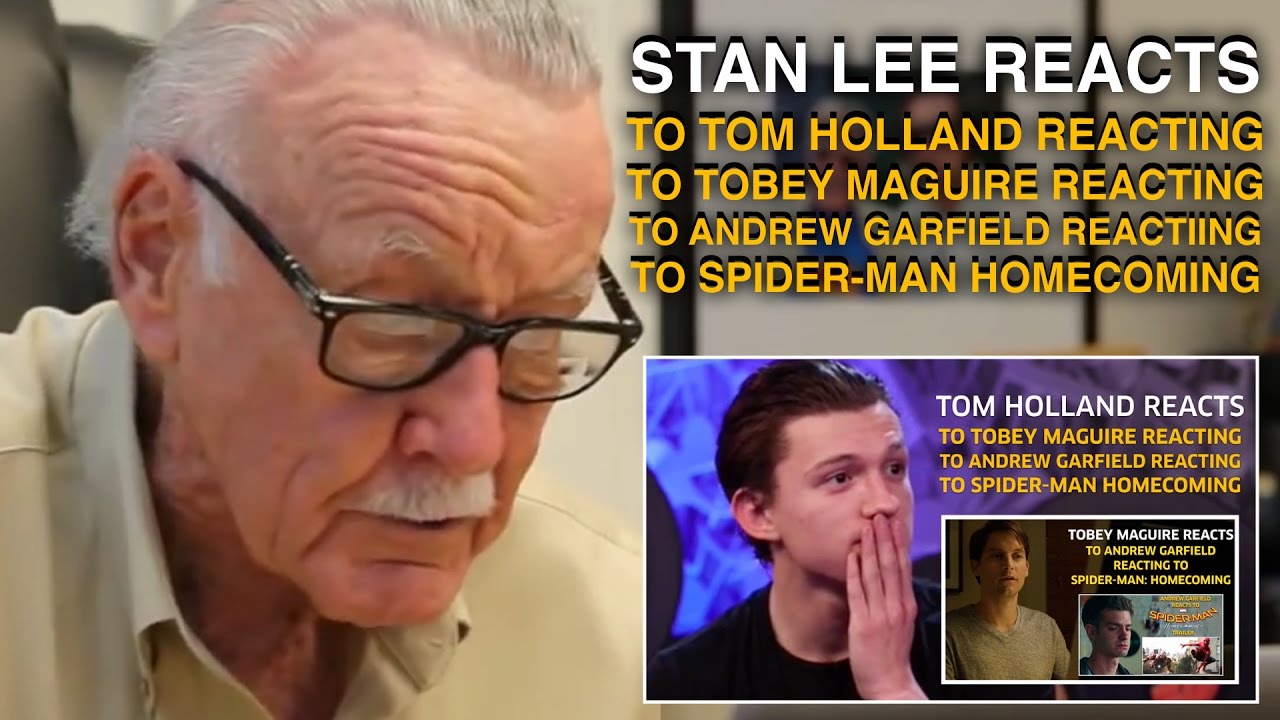 STAN LEE REACTS
TO TOM HOLLAND REACTING
TO TOBEY MAGUIRE REACTING
TO ANDREW GARFIELD REACTIING
TO SPIDER-MAN HOMECOMING
TOM HOLLAND REACTS
TO TOBEY MAGUIRE REACTING
TO ANDREW GARFIELD REACTING
TO SPIDER-MAN HOMECOMING
TOBEY MAGUIRE REACTS
TO ANDREW GARFIELD
REACTING TO
SPIDER-MAN: HOMECOMING
ANDREW GARFIELD
REACTS TO
SPIDER-MAN
TRAILER